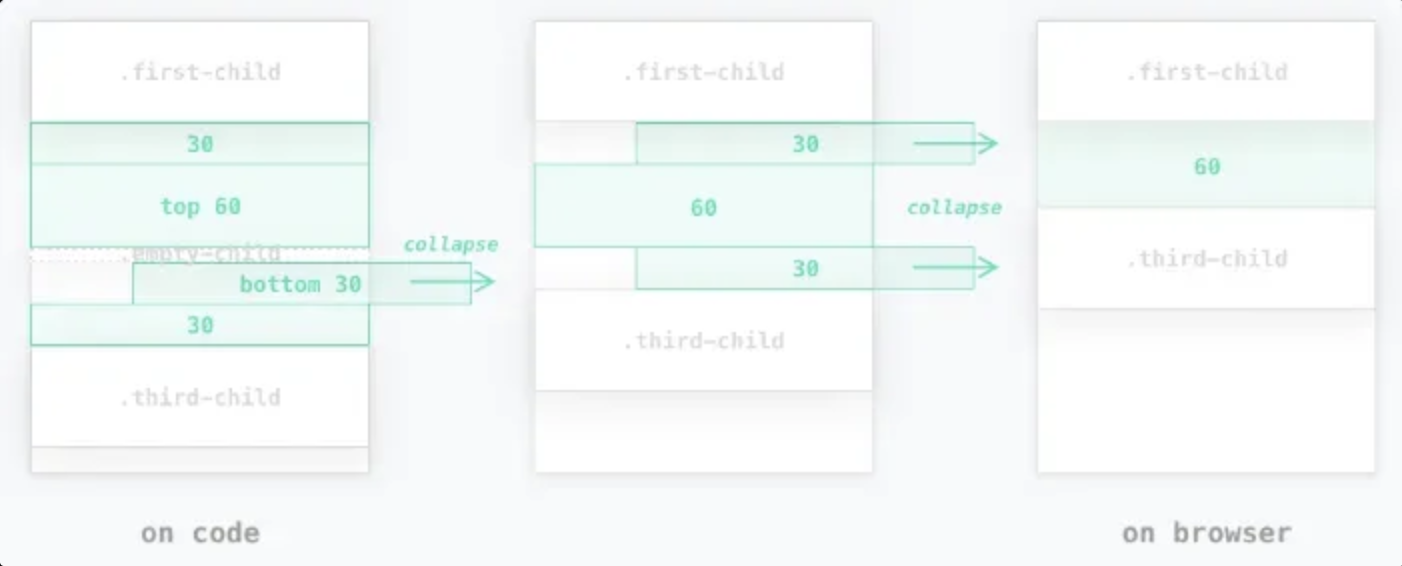 .first-child
30
top 60
.empty-child
collapse
bottom 30
30
.third-child
on code
.first-child
30
60
collapse
30
.third-child
.first-child
60
.third-child
on browser